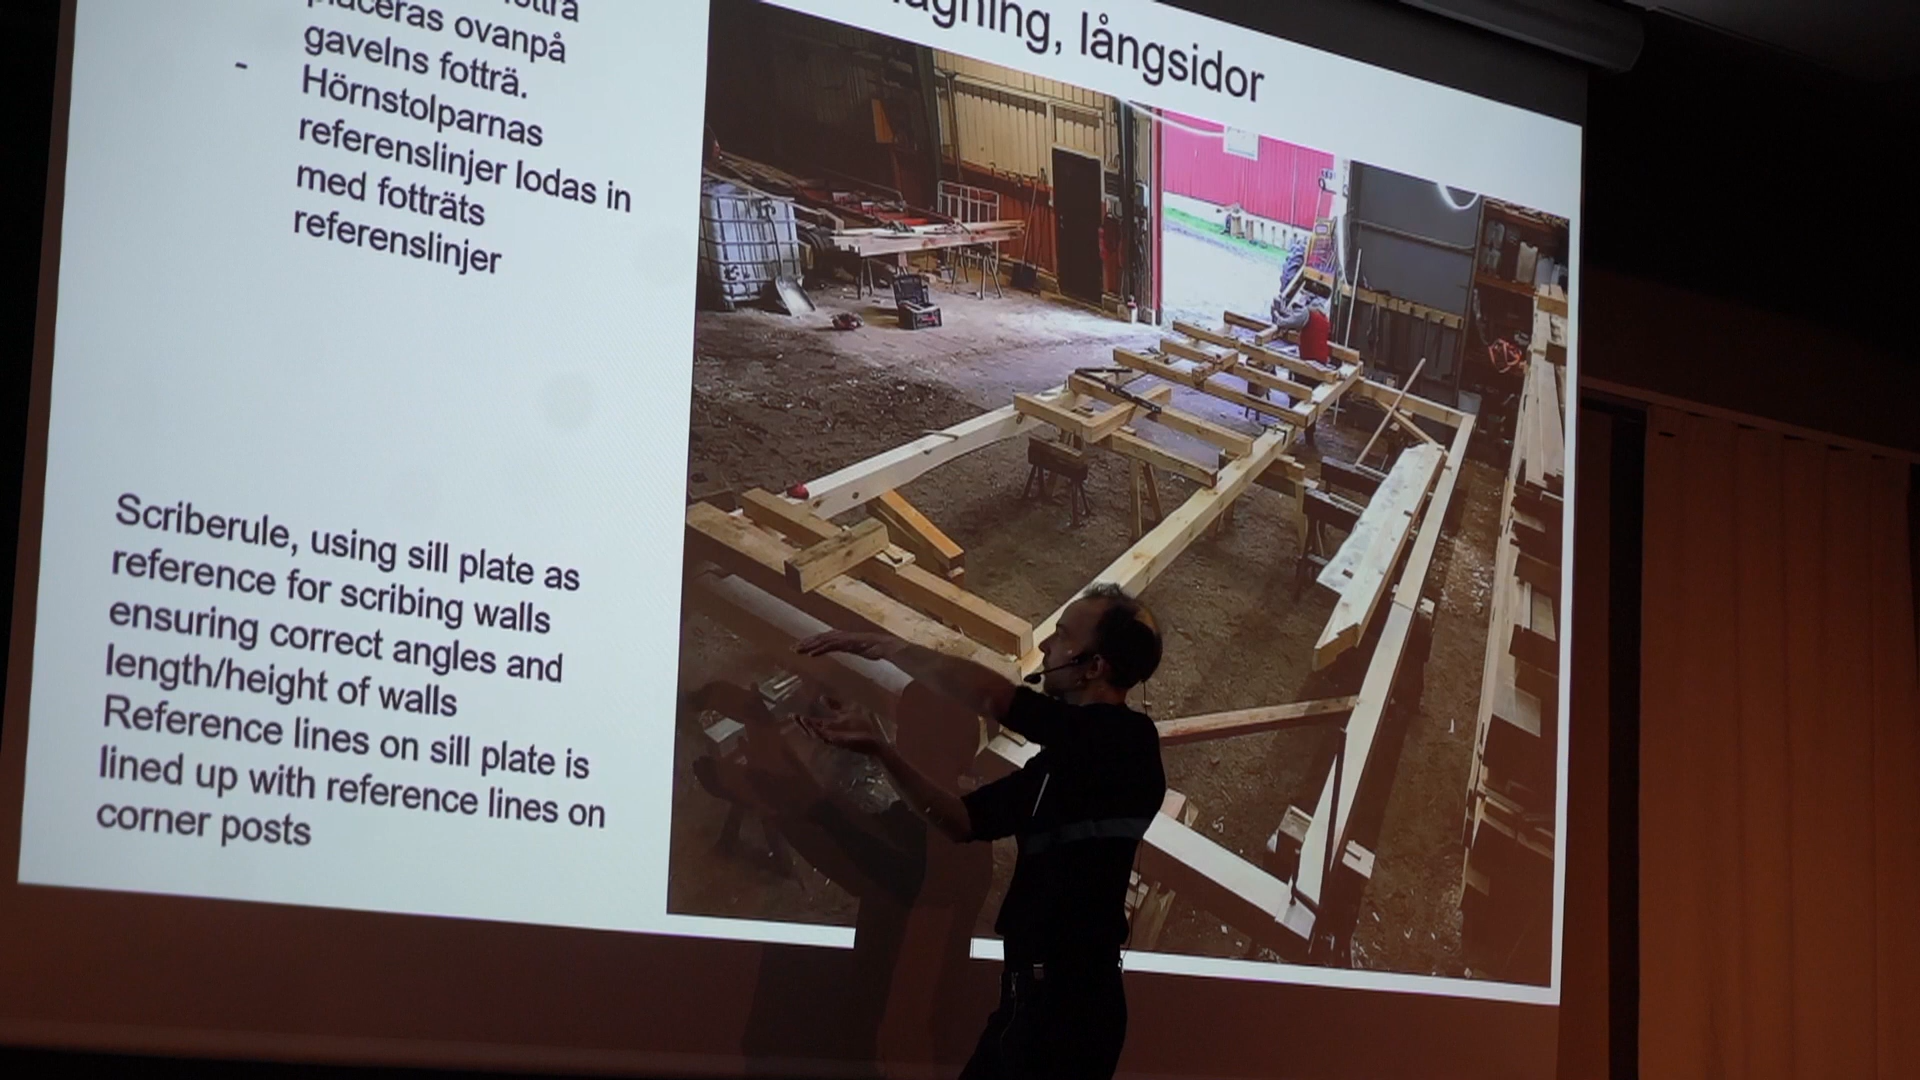 placeras ovanpå
gavelns fotträ.
- Hörnstolparnas
referenslinjer lodas in
med fotträts
referenslinjer
långsidor
Scriberule, using sill plate as
reference for scribing walls
ensuring correct angles and
length/height of walls
Reference lines on sill plate is
lined up with reference lines on
corner posts